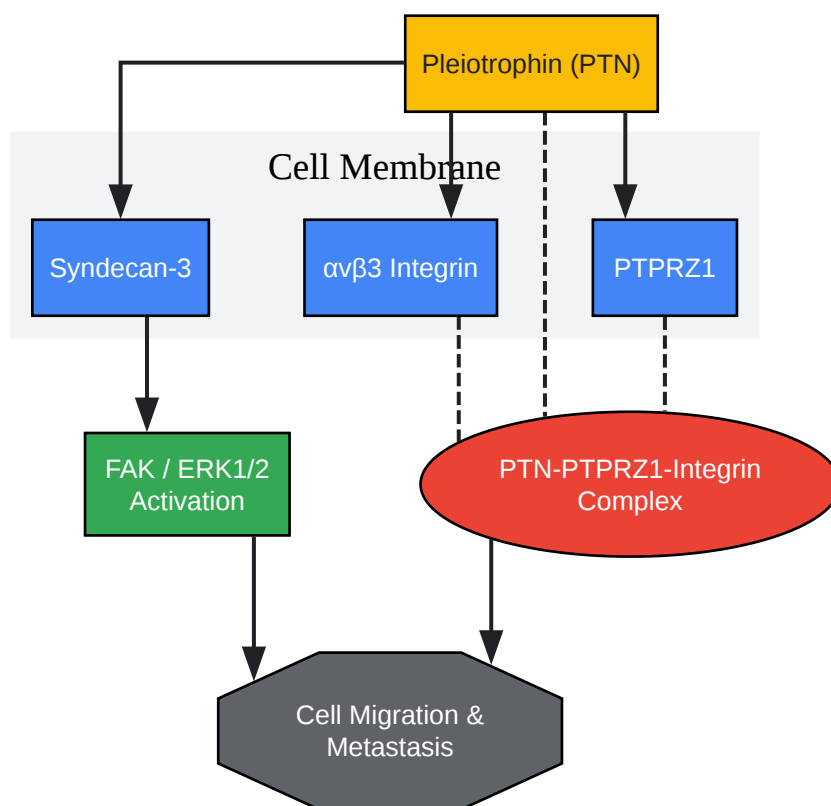 Pleiotrophin (PTN)
Cell Membrane
Syndecan-3
αvβ3 Integrin
PTPRZ1
FAK / ERK1/2
Activation
PTN-PTPRZ1-Integrin
Complex
Cell Migration &
Metastasis